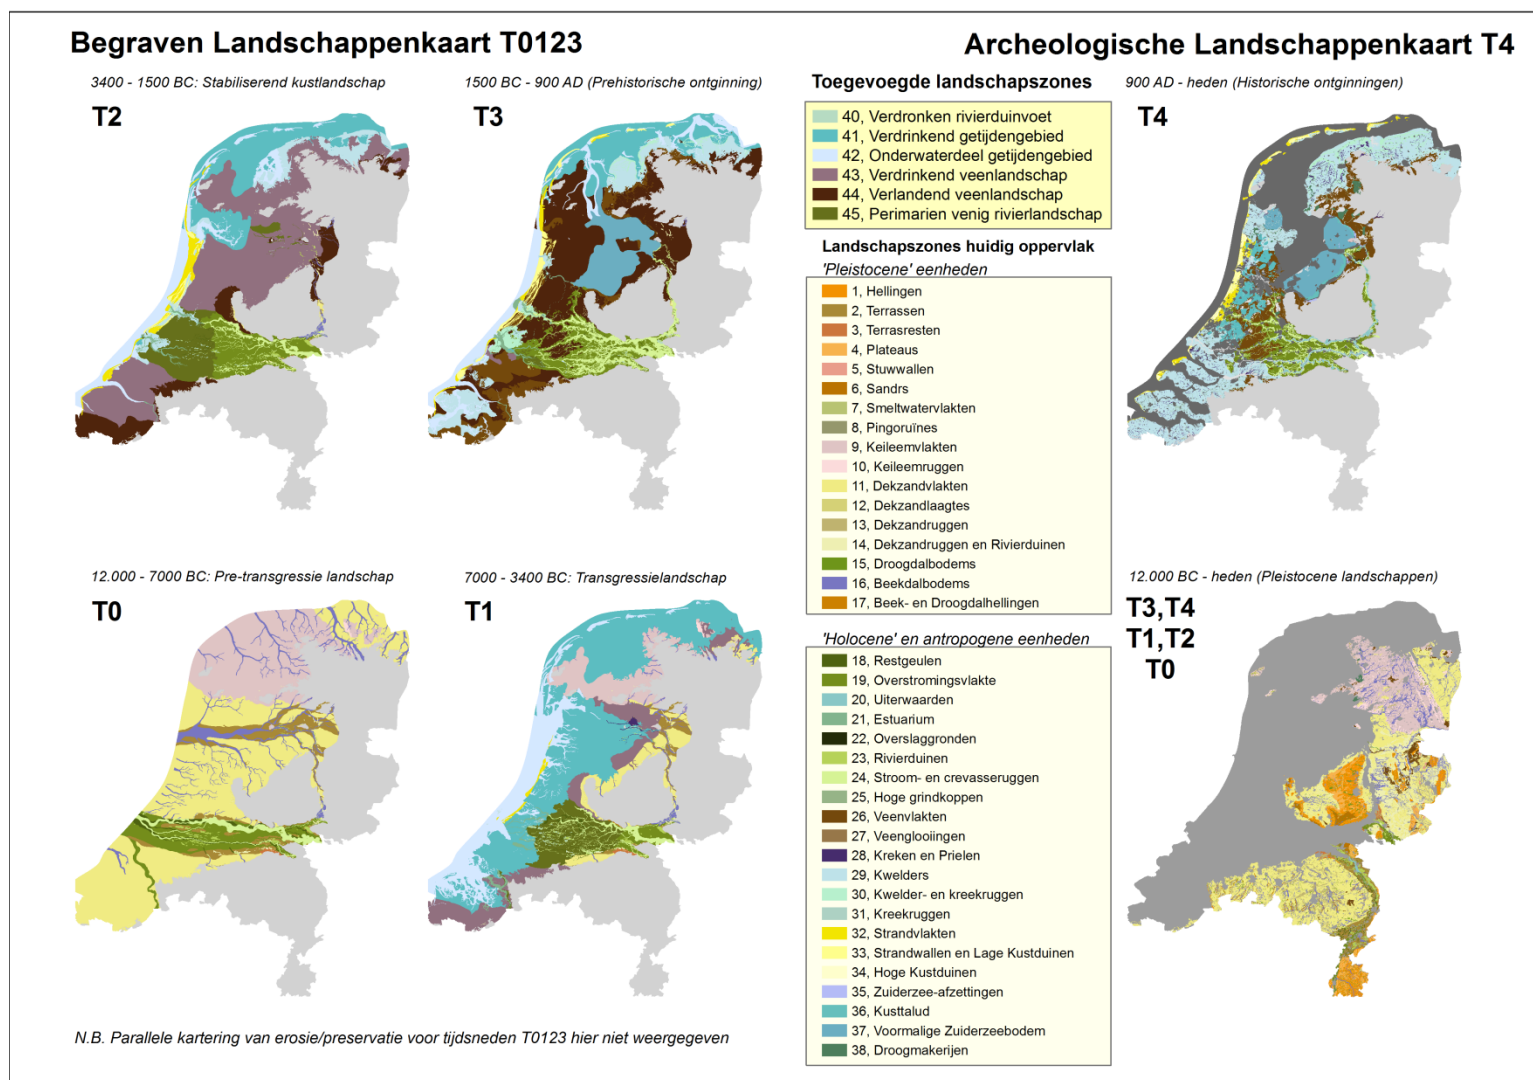 Begraven Landschappenkaart T0123
Archeologische Landschappenkaart T4
3400 - 1500 BC: Stabiliserend kustlandschap
T2
1500 BC - 900 AD (Prehistorische ontginning)
T3
Toegevoegde landschapszones
40, Verdronken rivierduinvoet
41, Verdrinkend getijdengebied
42, Onderwaterdeel getijdengebied
43, Verdrinkend veenlandschap
44, Verlandend veenlandschap
45, Perimarien venig rivierlandschap
900 AD - heden (Historische ontginningen)
T4
Landschapszones huidig oppervlak
'Pleistocene' eenheden
1, Hellingen
2, Terrassen
3, Terrasresten
4, Plateaus
5, Stuwwallen
6, Sandrs
7, Smeltwatervlakten
8, Pingoruïnes
9, Keileemvlakten
10, Keileemruggen
11, Dekzandvlakten
12, Dekzandlaagtes
13, Dekzandruggen
14, Dekzandruggen en Rivierduinen
15, Droogdalbodems
16, Beekdalbodems
17, Beek- en Droogdalhellingen
12.000 - 7000 BC: Pre-transgressie landschap
T0
7000 - 3400 BC: Transgressielandschap
T1
'Holocene' en antropogene eenheden
18, Restgeulen
19, Overstromingsvlakte
20, Uiterwaarden
21, Estuarium
22, Overslaggronden
23, Rivierduinen
24, Stroom- en crevasseruggen
25, Hoge grindkoppen
26, Veenvlakten
27, Veenglooiingen
28, Kreken en Prielen
29, Kwelders
30, Kwelder- en kreekruggen
31, Kreekruggen
32, Strandvlakten
33, Strandwallen en Lage Kustduinen
34, Hoge Kustduinen
35, Zuiderzee-afzettingen
36, Kusttalud
37, Voormalige Zuiderzeebodem
38, Droogmakerijen
12.000 BC - heden (Pleistocene landschappen)
T3,T4
T1,T2
T0
N.B. Parallele kartering van erosie/preservatie voor tijdsneden T0123 hier niet weergegeven